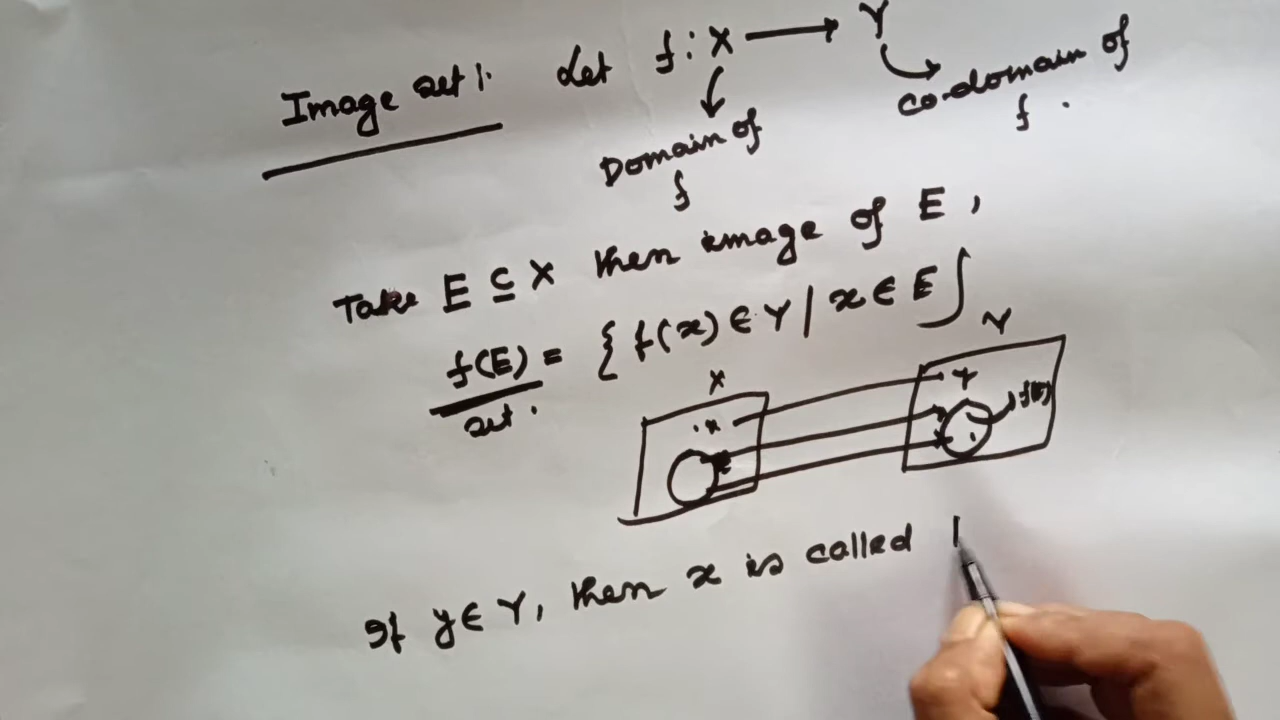 Image set: Let f: X → Y
Domain of f
co-domain of f.
Take E ⊆ X then image of E,
f(E) = { f(x) ∈ Y / x ∈ E }
set.
X
Y
. x
y
E
f(E)
If y ∈ Y, then x is called